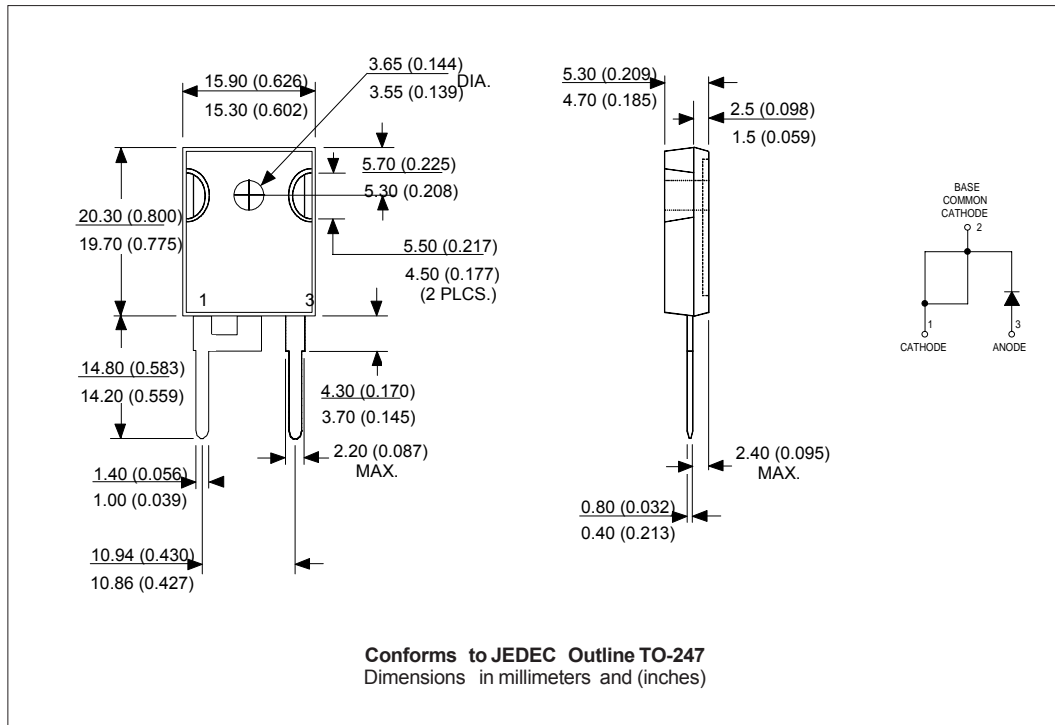 3.65 (0.144)
3.55 (0.139)
DIA.
15.90 (0.626)
15.30 (0.602)
5.30 (0.209)
4.70 (0.185)
2.5 (0.098)
1.5 (0.059)
5.70 (0.225)
5.30 (0.208)
20.30 (0.800)
19.70 (0.775)
5.50 (0.217)
4.50 (0.177)
(2 PLCS.)
BASE
COMMON
CATHODE
2
1
3
1
3
CATHODE
ANODE
14.80 (0.583)
14.20 (0.559)
4.30 (0.170)
3.70 (0.145)
2.20 (0.087)
MAX.
2.40 (0.095)
MAX.
1.40 (0.056)
1.00 (0.039)
0.80 (0.032)
0.40 (0.213)
10.94 (0.430)
10.86 (0.427)
Conforms to JEDEC Outline TO-247
Dimensions in millimeters and (inches)